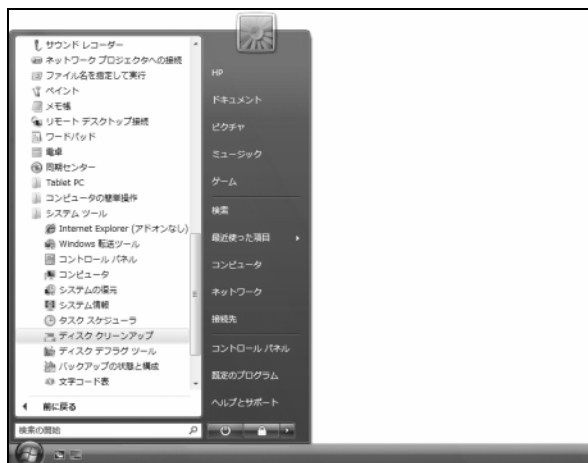 サウンド レコーダー
ネットワーク プロジェクタへの接続
ファイル名を指定して実行
ペイント
メモ帳
リモート デスクトップ接続
ワードパッド
電卓
同期センター
Tablet PC
コンピュータの簡単操作
システム ツール
Internet Explorer (アドオンなし)
Windows 転送ツール
コントロール パネル
コンピュータ
システムの復元
システム情報
タスク スケジューラ
ディスク クリーンアップ
ディスク デフラグ ツール
バックアップの状態と構成
文字コード表
前に戻る
検索の開始
HP
ドキュメント
ピクチャ
ミュージック
ゲーム
検索
最近使った項目
コンピュータ
ネットワーク
接続先
コントロール パネル
既定のプログラム
ヘルプとサポート